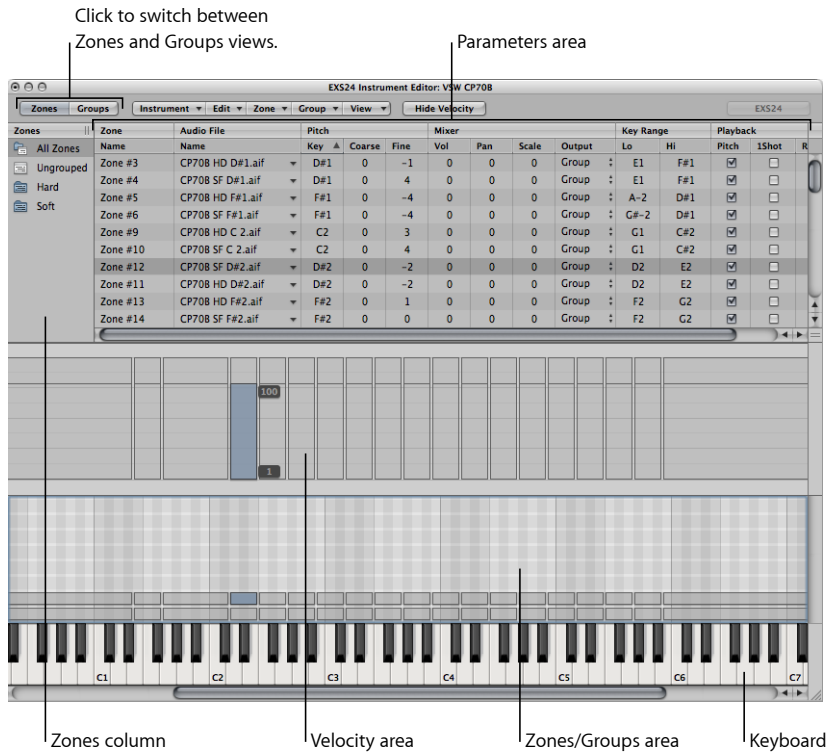 Click to switch between
Zones and Groups views.
Parameters area
EXS24 Instrument Editor: VSW CP70B
Zones Groups Instrument Edit Zone Group View Hide Velocity EXS24
Zones Zone Audio File Pitch Mixer Key Range Playback
All Zones Name Name Key Coarse Fine Vol Pan Scale Output Lo Hi Pitch 1Shot R
Ungrouped Zone #3 CP70B HD D#1.aif D#1 0 −1 0 0 0 Group E1 F#1
Hard Zone #4 CP70B SF D#1.aif D#1 0 4 0 0 0 Group E1 F#1
Soft Zone #5 CP70B HD F#1.aif F#1 0 −4 0 0 0 Group A−2 D#1
Zone #6 CP70B SF F#1.aif F#1 0 −4 0 0 0 Group G#−2 D#1
Zone #9 CP70B HD C 2.aif C2 0 3 0 0 0 Group G1 C#2
Zone #10 CP70B SF C 2.aif C2 0 4 0 0 0 Group G1 C#2
Zone #12 CP70B SF D#2.aif D#2 0 −2 0 0 0 Group D2 E2
Zone #11 CP70B HD D#2.aif D#2 0 −2 0 0 0 Group D2 E2
Zone #13 CP70B HD F#2.aif F#2 0 1 0 0 0 Group F2 G2
Zone #14 CP70B SF F#2.aif F#2 0 0 0 0 0 Group F2 G2
100
1
C1 C2 C3 C4 C5 C6 C7
Zones column
Velocity area
Zones/Groups area
Keyboard